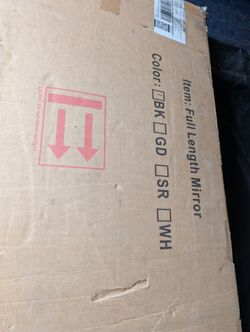 Item: Full Length Mirror
Color: ☐BK☐GD ☐SR ☐WH